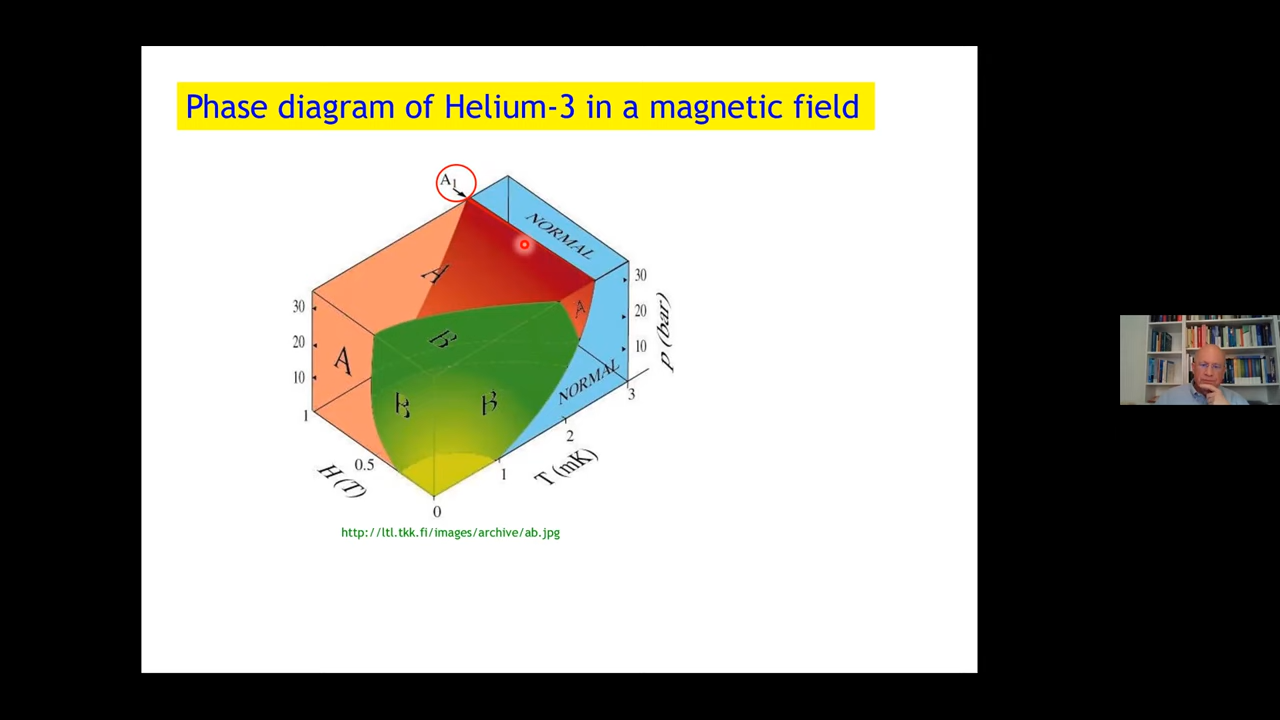 Phase diagram of Helium-3 in a magnetic field
A1
NORMAL
30
20
10
P (bar)
A
A
30
20
10
A
B
B
B
NORMAL
3
2
1
T (mK)
1
0.5
H (T)
0
http://ltl.tkk.fi/images/archive/ab.jpg